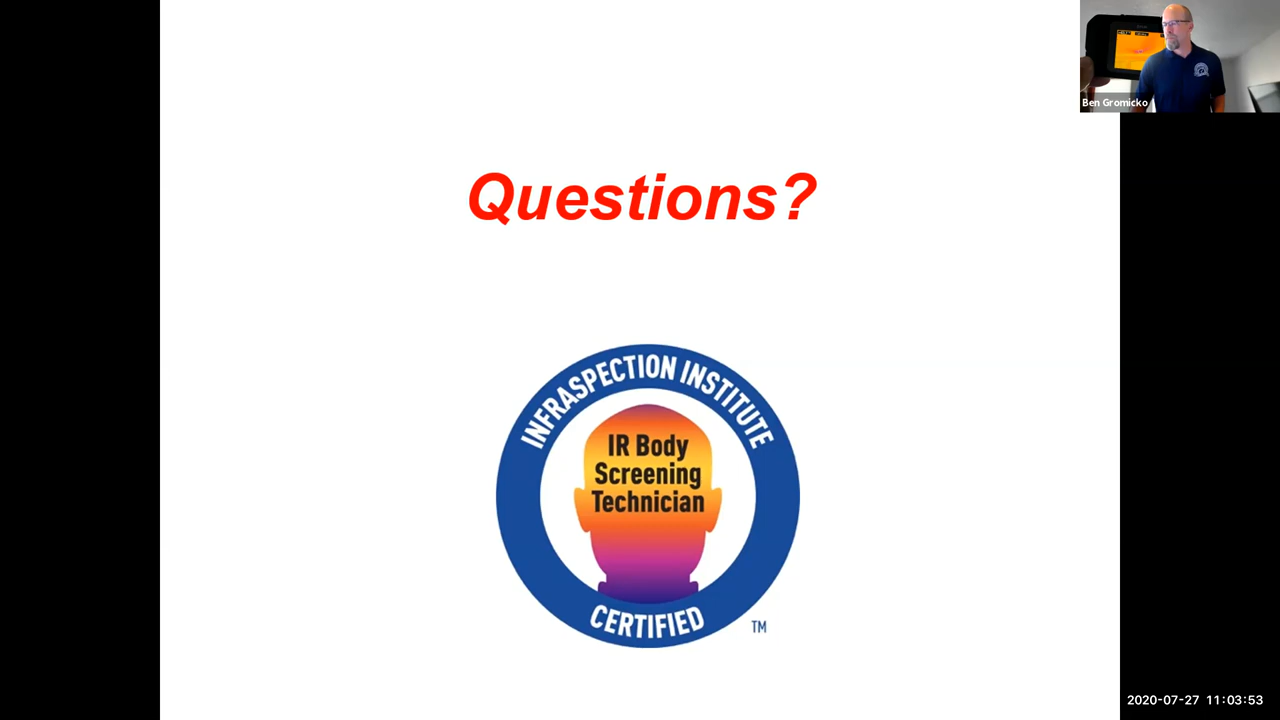 Ben Gromicko
Questions?
INFRASPECTION INSTITUTE
IR Body
Screening
Technician
CERTIFIED
TM
2020-07-27 11:03:53